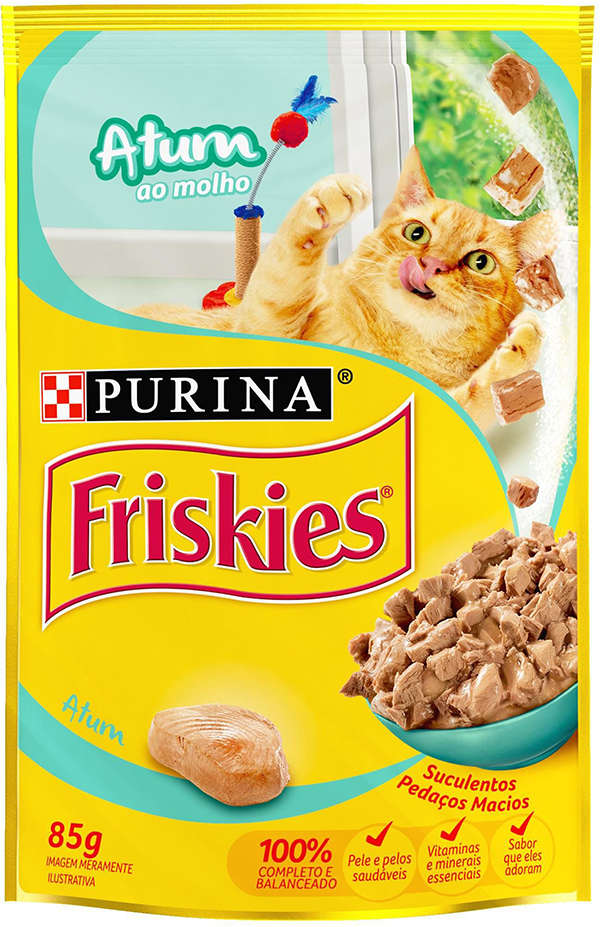 Atum
ao molho
PURINA®
Friskies®
Atum
Suculentos
Pedaços Macios
85g
IMAGEM MERAMENTE
ILUSTRATIVA
100%
COMPLETO E
BALANCEADO
Pele e pelos
saudáveis
Vitaminas
e minerais
essenciais
Sabor
que eles
adoram